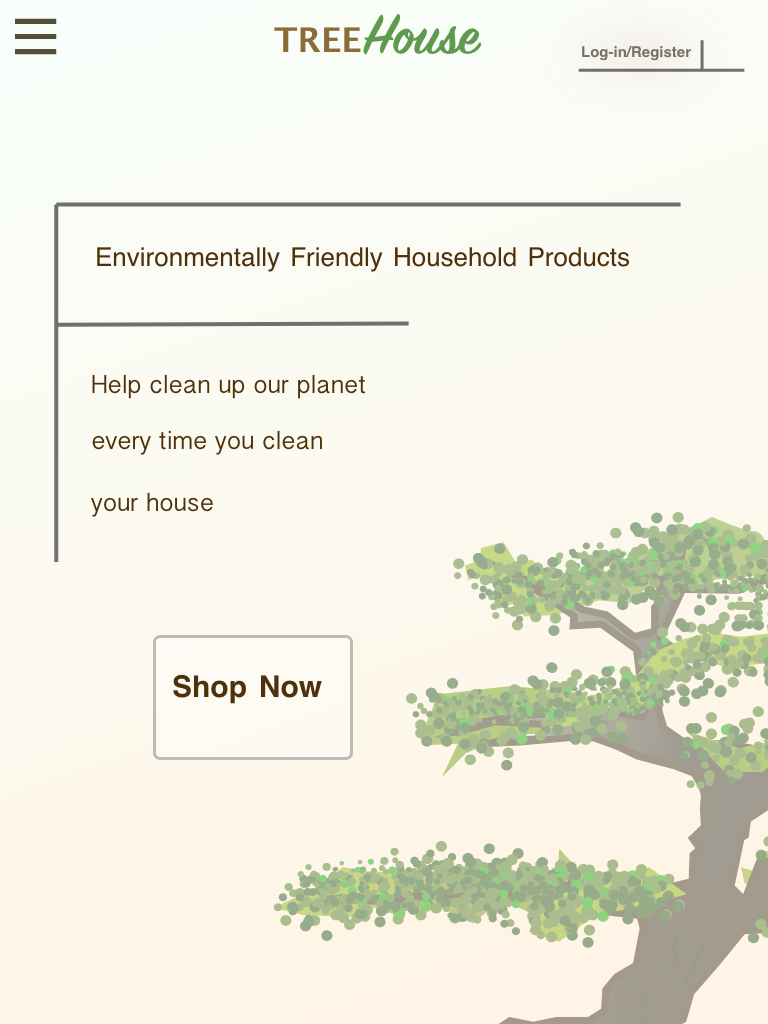 TREEHouse
Log-in/Register
Environmentally Friendly Household Products
Help clean up our planet
every time you clean
your house
Shop Now